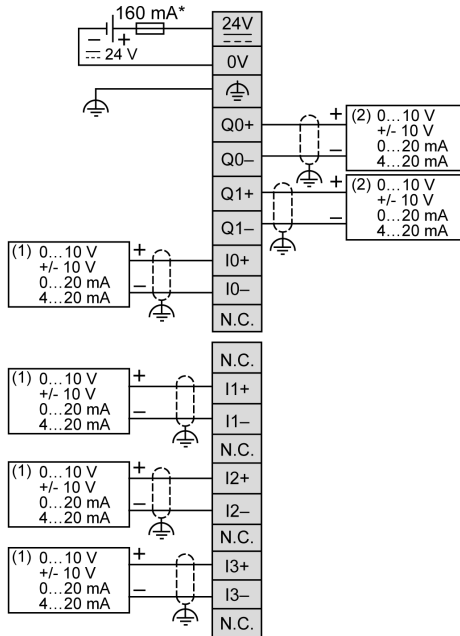 160 mA*
– +
24 V
24V
0V
Q0+
Q0–
Q1+
Q1–
I0+
I0–
N.C.
+
–
(2) 0...10 V
+/- 10 V
0...20 mA
4...20 mA
+
–
(2) 0...10 V
+/- 10 V
0...20 mA
4...20 mA
(1) 0...10 V
+/- 10 V
0...20 mA
4...20 mA
+
–
N.C.
I1+
I1–
N.C.
I2+
I2–
N.C.
I3+
I3–
N.C.
(1) 0...10 V
+/- 10 V
0...20 mA
4...20 mA
+
–
(1) 0...10 V
+/- 10 V
0...20 mA
4...20 mA
+
–
(1) 0...10 V
+/- 10 V
0...20 mA
4...20 mA
+
–